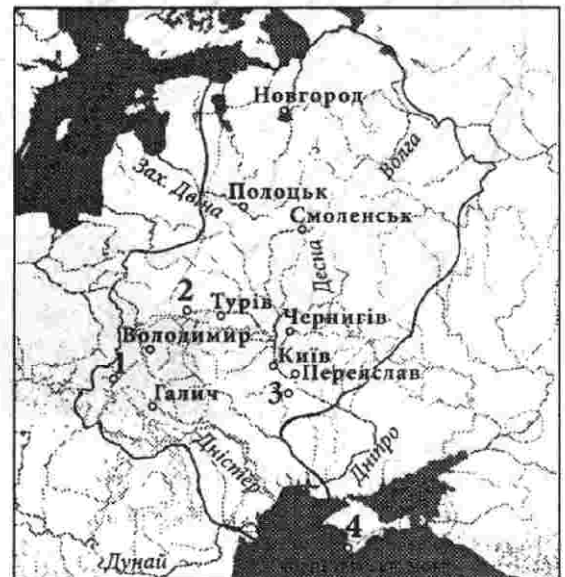 Новгород
Волга
Зах. Двіна
Полоцьк
Смоленськ
Десна
2
Турів
Чернигів
Володимир
1
Київ
Переяслав
3
Галич
Дністер
Дніпро
4
Дунай